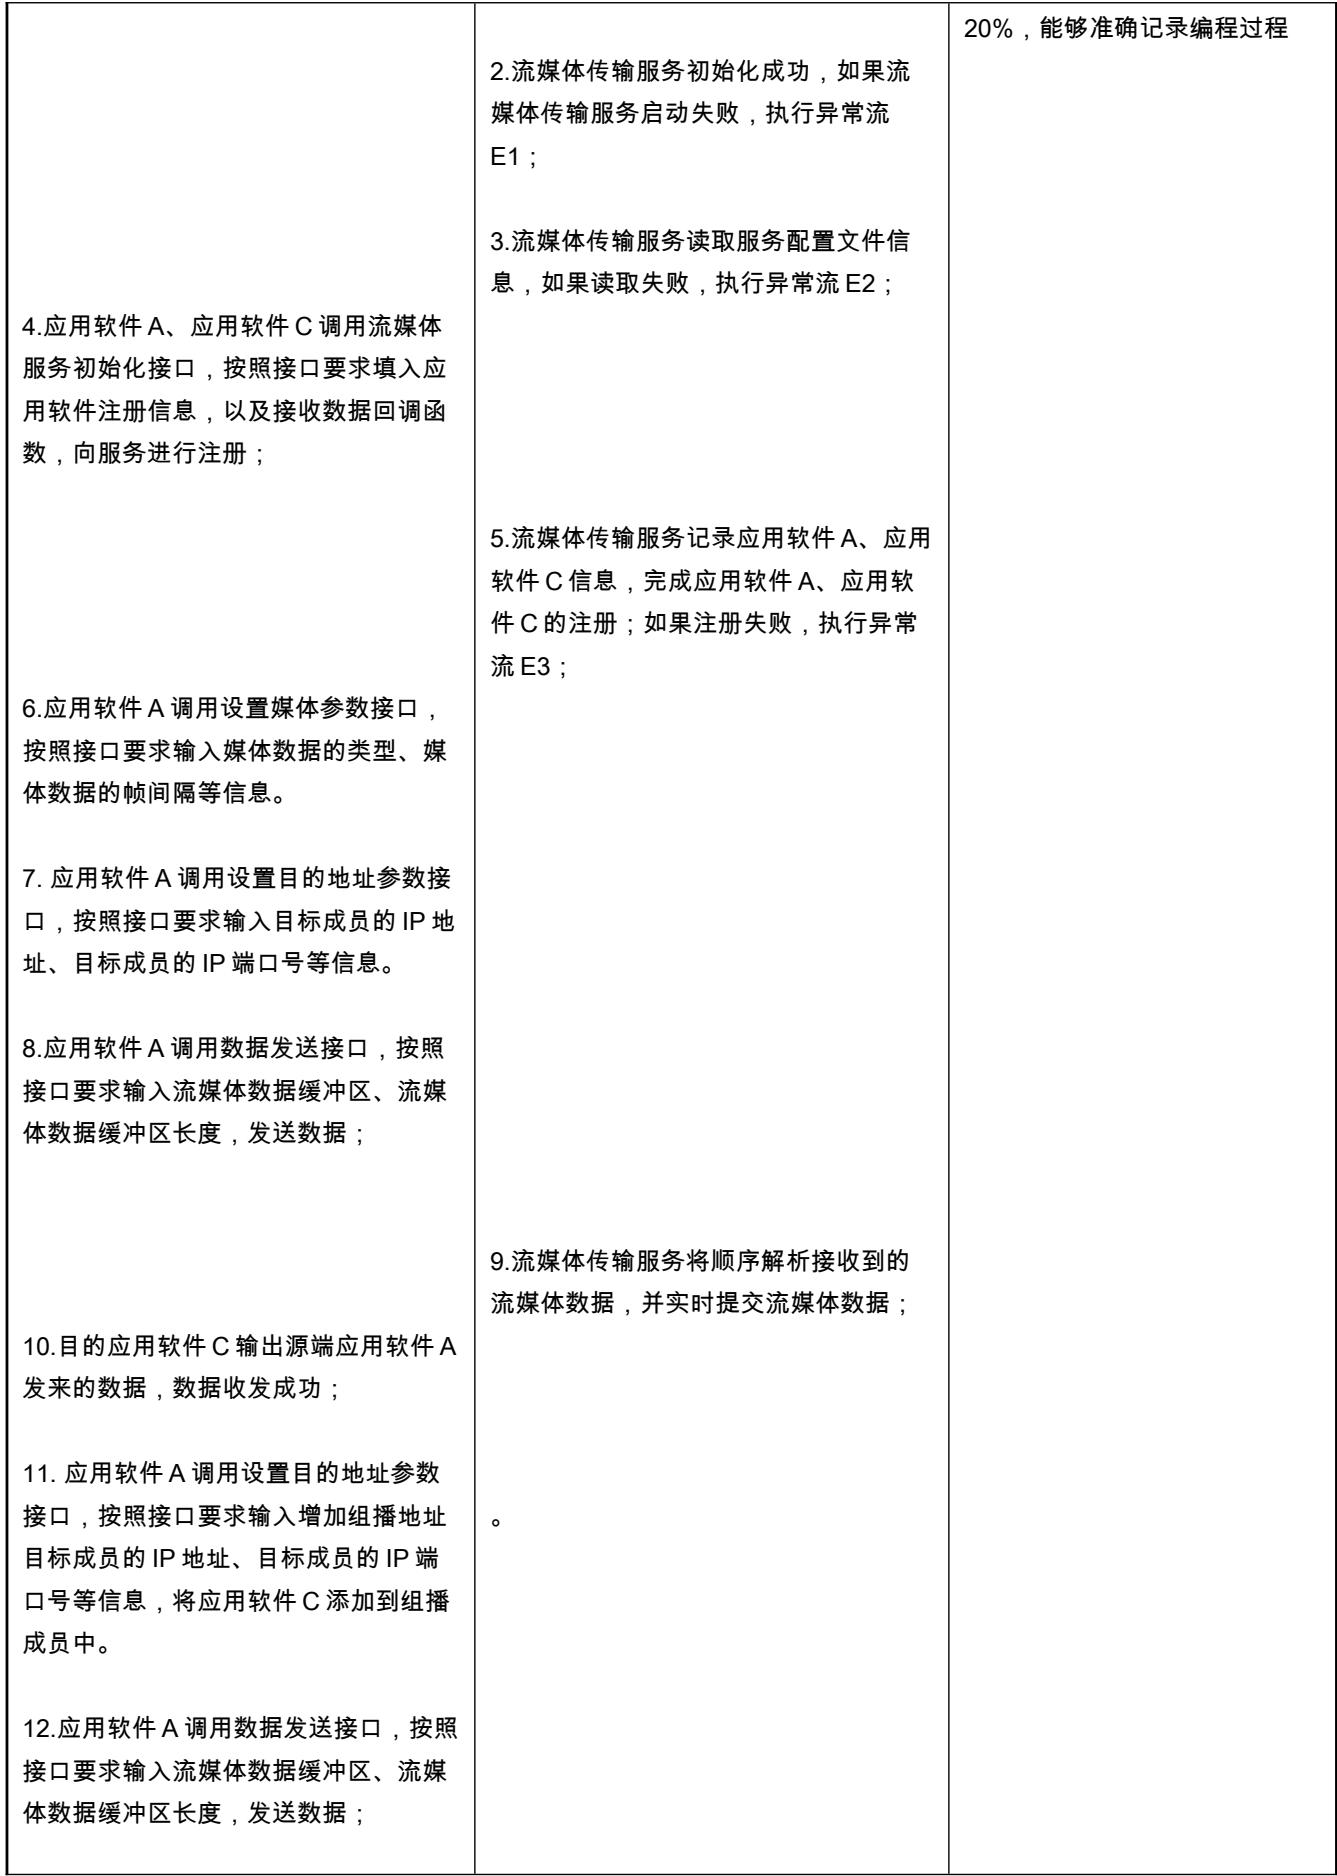 20%，能够准确记录编程过程
2.流媒体传输服务初始化成功，如果流
媒体传输服务启动失败，执行异常流
E1；
3.流媒体传输服务读取服务配置文件信
息，如果读取失败，执行异常流 E2；
4.应用软件 A、应用软件 C 调用流媒体
服务初始化接口，按照接口要求填入应
用软件注册信息，以及接收数据回调函
数，向服务进行注册；
5.流媒体传输服务记录应用软件 A、应用
软件 C 信息，完成应用软件 A、应用软
件 C 的注册；如果注册失败，执行异常
流 E3；
6.应用软件 A 调用设置媒体参数接口，
按照接口要求输入媒体数据的类型、媒
体数据的帧间隔等信息。
7. 应用软件 A 调用设置目的地址参数接
口，按照接口要求输入目标成员的 IP 地
址、目标成员的 IP 端口号等信息。
8.应用软件 A 调用数据发送接口，按照
接口要求输入流媒体数据缓冲区、流媒
体数据缓冲区长度，发送数据；
9.流媒体传输服务将顺序解析接收到的
流媒体数据，并实时提交流媒体数据；
10.目的应用软件 C 输出源端应用软件 A
发来的数据，数据收发成功；
11. 应用软件 A 调用设置目的地址参数
接口，按照接口要求输入增加组播地址
目标成员的 IP 地址、目标成员的 IP 端
口号等信息，将应用软件 C 添加到组播
成员中。
。
12.应用软件 A 调用数据发送接口，按照
接口要求输入流媒体数据缓冲区、流媒
体数据缓冲区长度，发送数据；